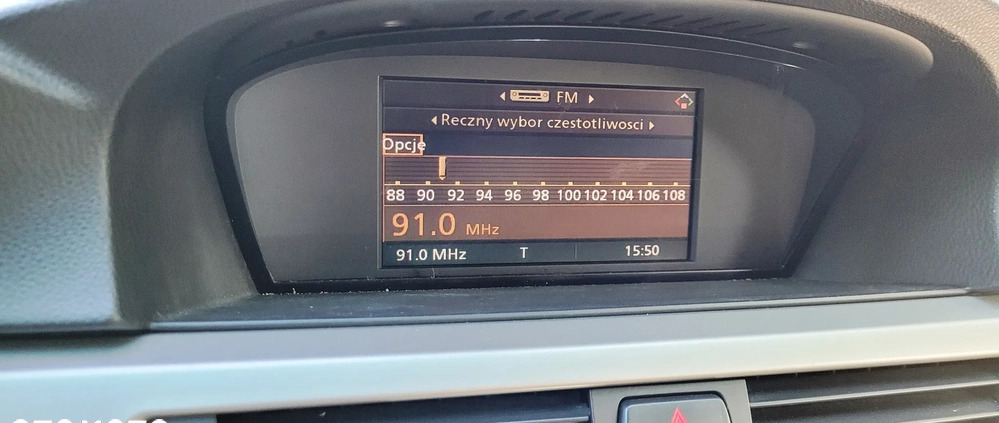 FM
Reczny wybor czestotliwosci
Opcje
88 90 92 94 96 98 100 102 104 106 108
91.0 MHz
91.0 MHz T 15:50